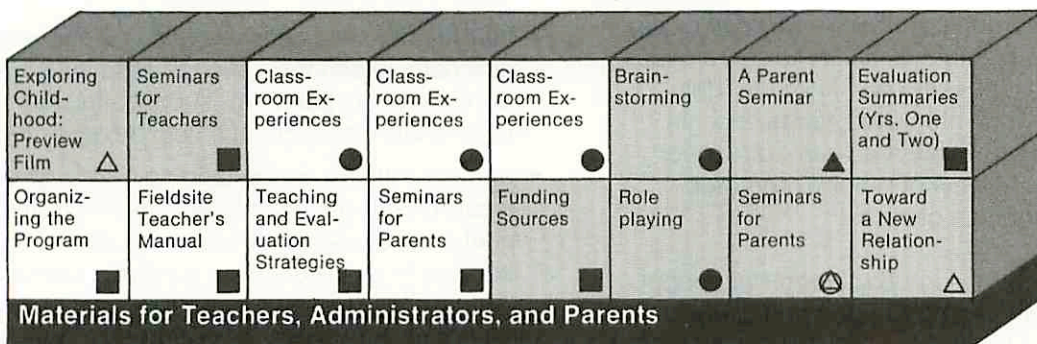 Exploring
Child-
hood:
Preview
Film
Seminars
for
Teachers
Class-
room Ex-
periences
Class-
room Ex-
periences
Class-
room Ex-
periences
Brain-
storming
A Parent
Seminar
Evaluation
Summaries
(Yrs. One
and Two)
Organiz-
ing the
Program
Fieldsite
Teacher's
Manual
Teaching
and Eval-
uation
Strategies
Seminars
for
Parents
Funding
Sources
Role
playing
Seminars
for
Parents
Toward
a New
Relation-
ship
Materials for Teachers, Administrators, and Parents